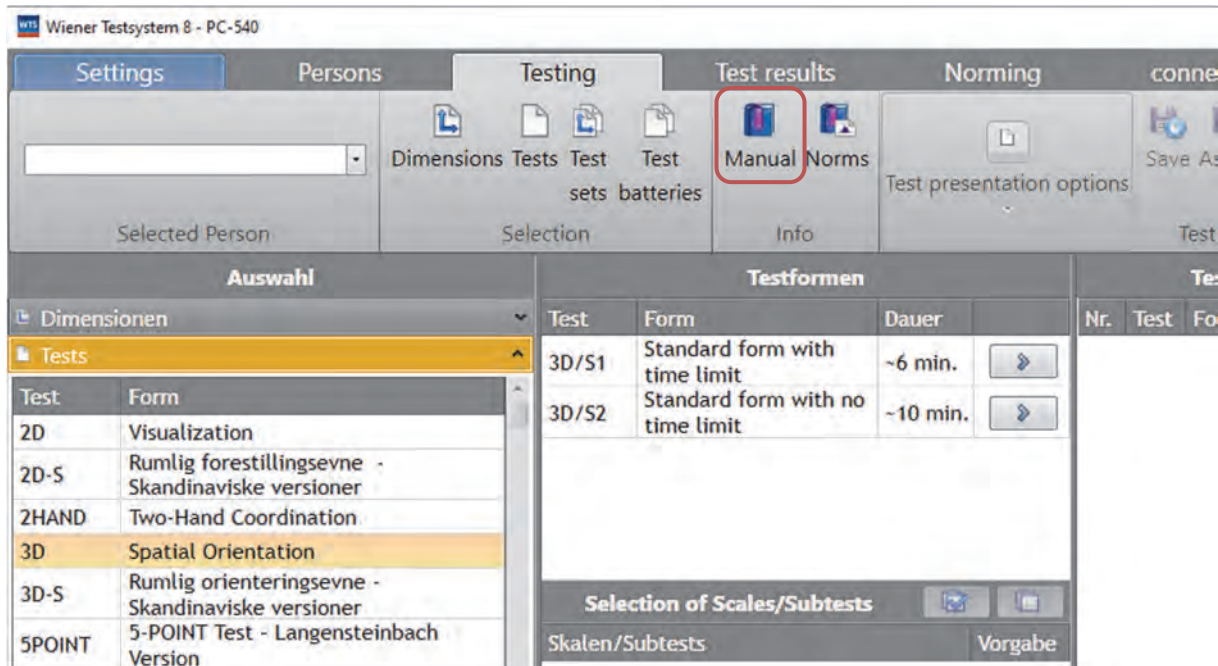 WTS Wiener Testsystem 8 - PC-540
Settings Persons Testing Test results Norming
Dimensions Tests Test sets Test batteries Manual Norms Test presentation options Save
Selected Person Selection Info Test
Auswahl Testformen
Dimensionen
Tests
Test Form
2D Visualization
2D-S Rumlig forestillingsevne -
Skandinaviske versioner
2HAND Two-Hand Coordination
3D Spatial Orientation
3D-S Rumlig orienteringsevne -
Skandinaviske versioner
5POINT 5-POINT Test - Langensteinbach
Version
Test Form Dauer
3D/S1 Standard form with
time limit ~6 min.
3D/S2 Standard form with no
time limit ~10 min.
Selection of Scales/Subtests
Skalen/Subtests Vorgabe
Nr. Test